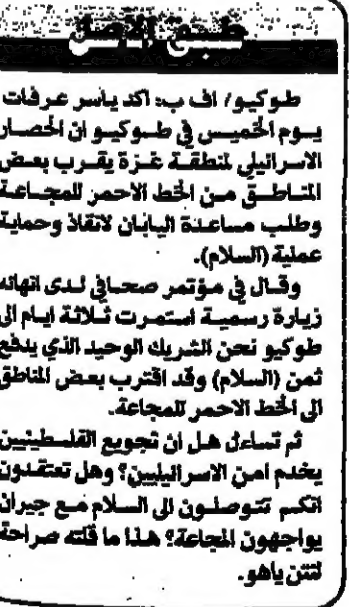 طبق الأصل
طوكيو/ اف ب: اكد ياسر عرفات
يوم الخميس في طوكيو ان الحصار
الاسرائيلي لمنطقة غزة يقرب بعض
المناطق من الخط الاحمر للمجاعة
وطلب مساعدة اليابان لانقاذ وحماية
عملية (السلام).
وقال في مؤتمر صحافي لدى انهائه
زيارة رسمية استمرت ثلاثة ايام الى
طوكيو نحن الشريك الوحيد الذي يدفع
ثمن (السلام) وقد اقترب بعض المناطق
الى الخط الاحمر للمجاعة.
ثم تساءل هل ان تجويع الفلسطينيين
يخدم امن الاسرائيليين؟ وهل تعتقدون
انكم تتوصلون الى السلام مع جيران
يواجهون المجاعة؟ هذا ما قلته صراحة
لنتن ياهو.